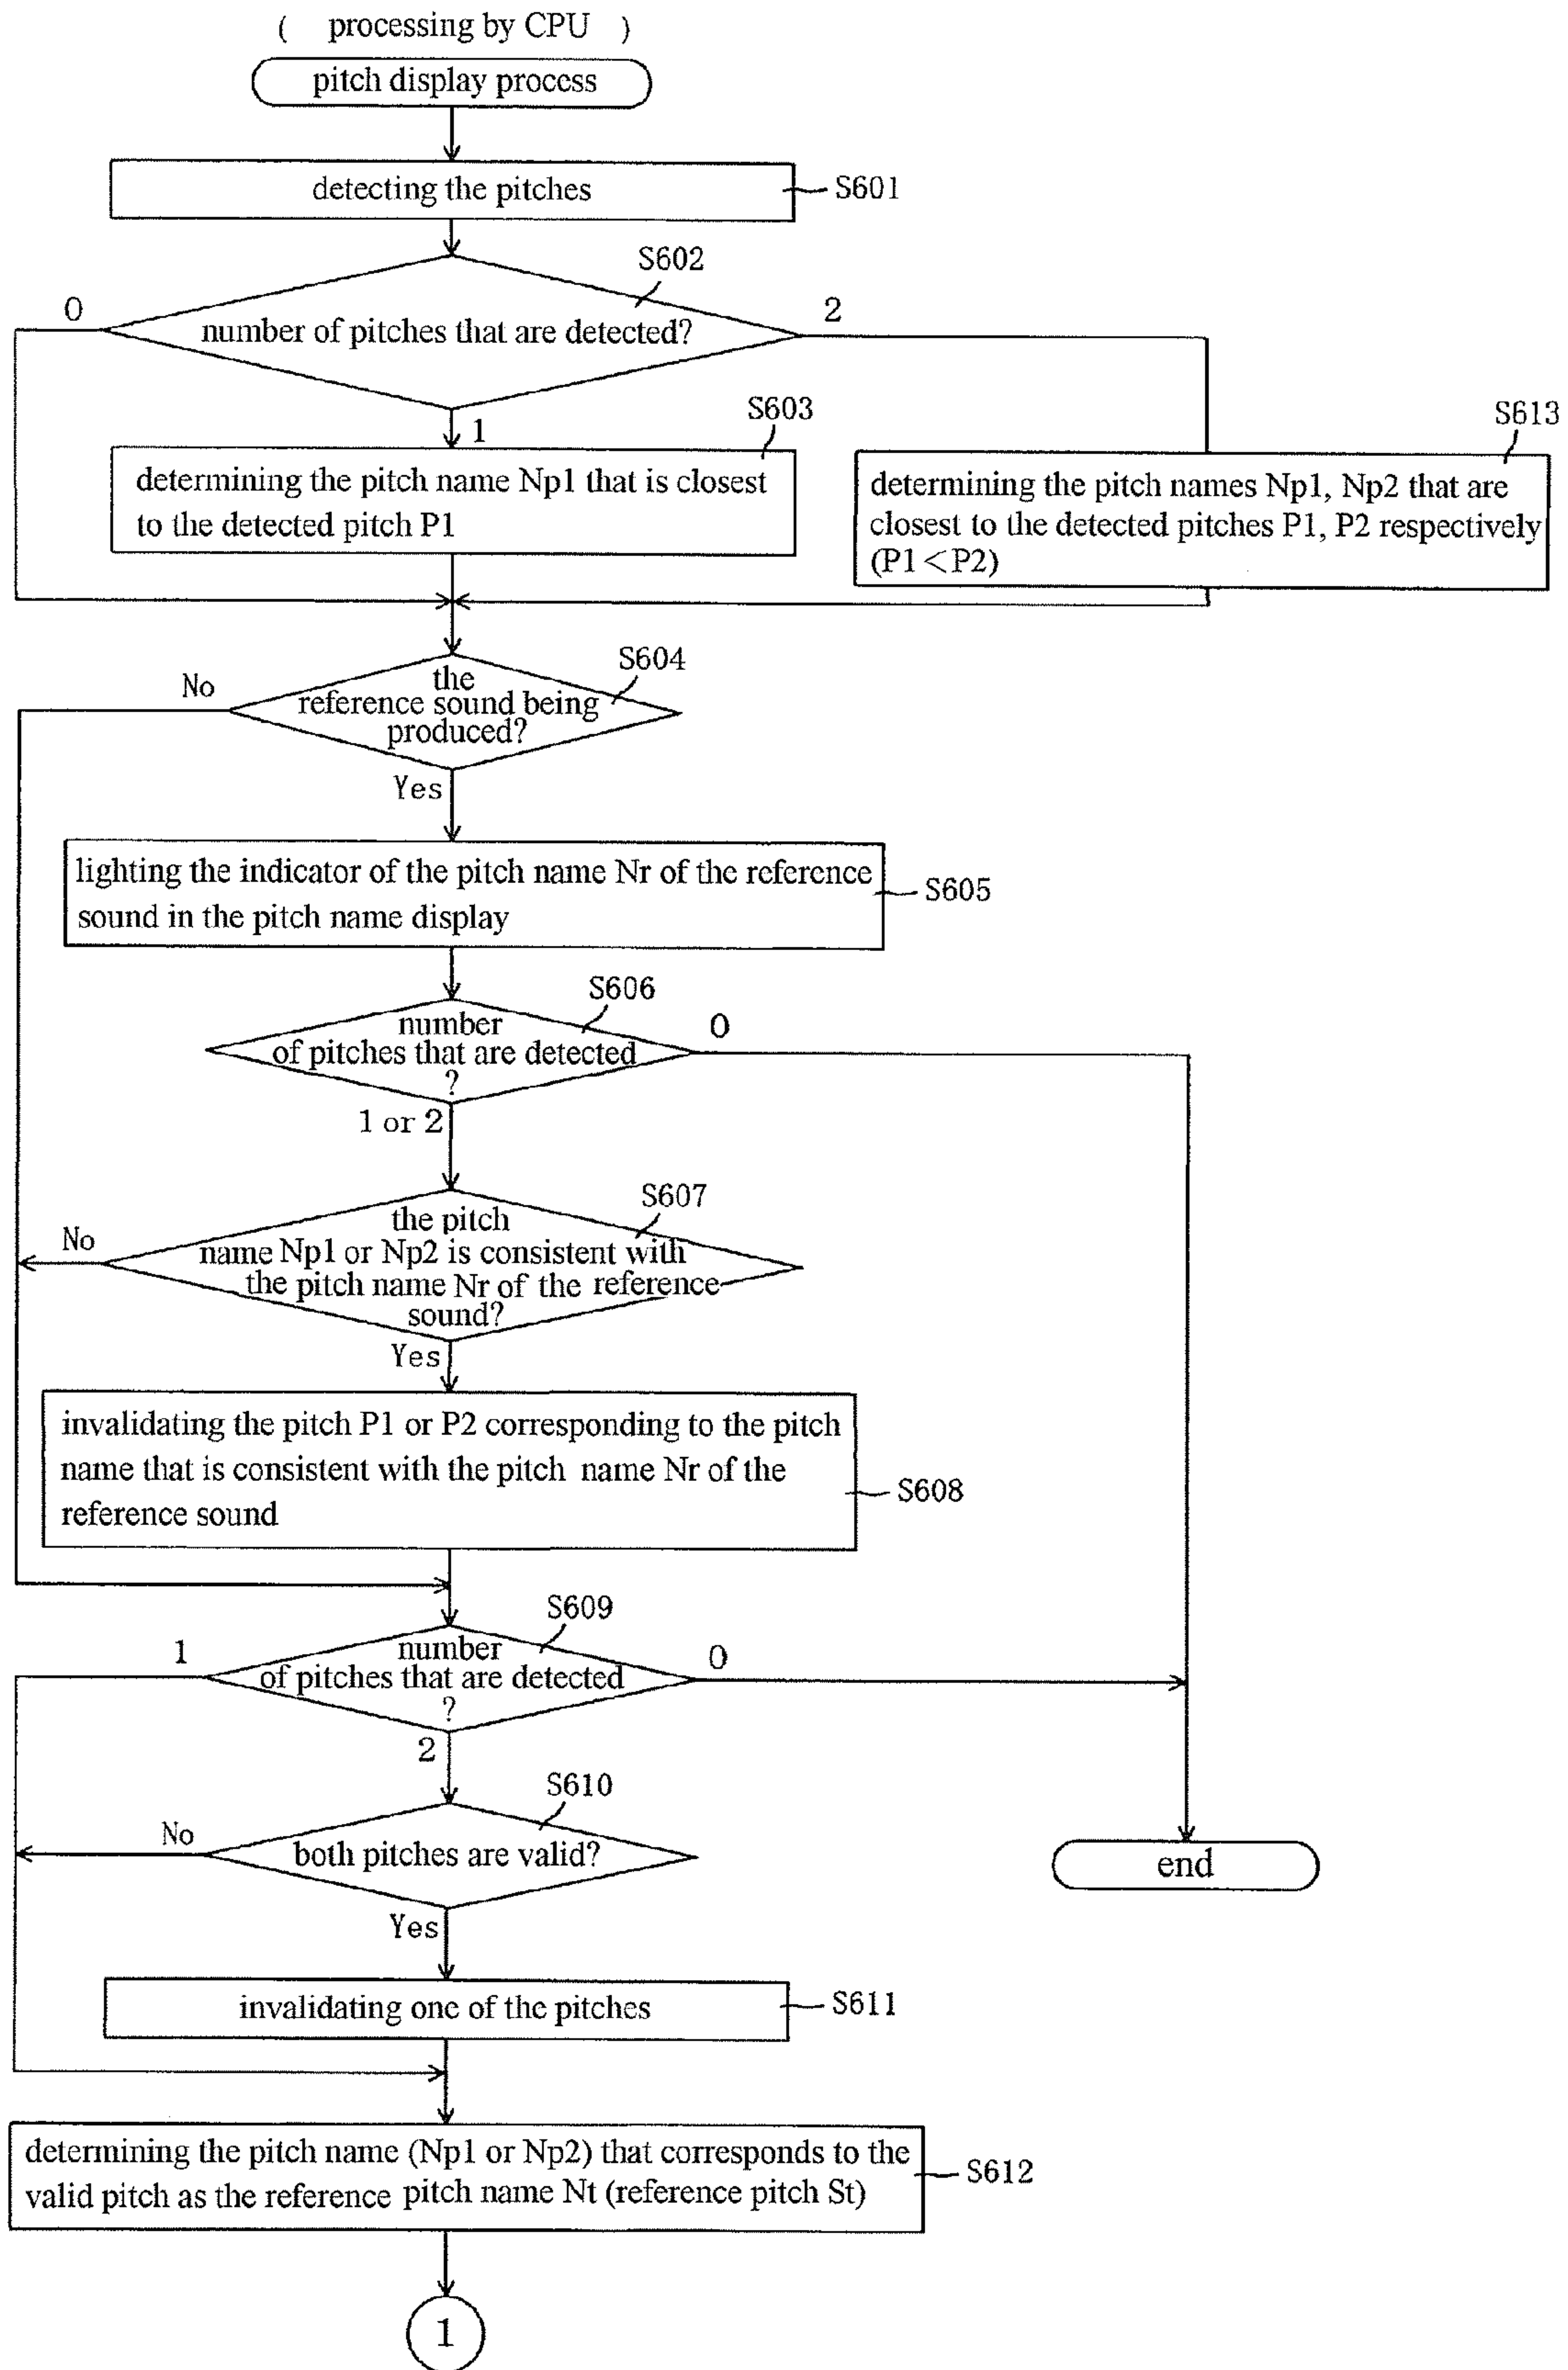 ( processing by CPU )
pitch display process
detecting the pitches
S601
S602
0
number of pitches that are detected?
2
1
S603
determining the pitch name Np1 that is closest
to the detected pitch P1
S613
determining the pitch names Np1, Np2 that are
closest to the detected pitches P1, P2 respectively
(P1<P2)
S604
No
the
reference sound being
produced?
Yes
lighting the indicator of the pitch name Nr of the reference
sound in the pitch name display
S605
S606
number
of pitches that are detected
?
0
1 or 2
S607
No
the pitch
name Np1 or Np2 is consistent with
the pitch name Nr of the reference
sound?
Yes
invalidating the pitch P1 or P2 corresponding to the pitch
name that is consistent with the pitch name Nr of the
reference sound
S608
S609
1
number
of pitches that are detected
?
0
2
S610
No
both pitches are valid?
end
Yes
invalidating one of the pitches
S611
determining the pitch name (Np1 or Np2) that corresponds to the
valid pitch as the reference pitch name Nt (reference pitch St)
S612
1